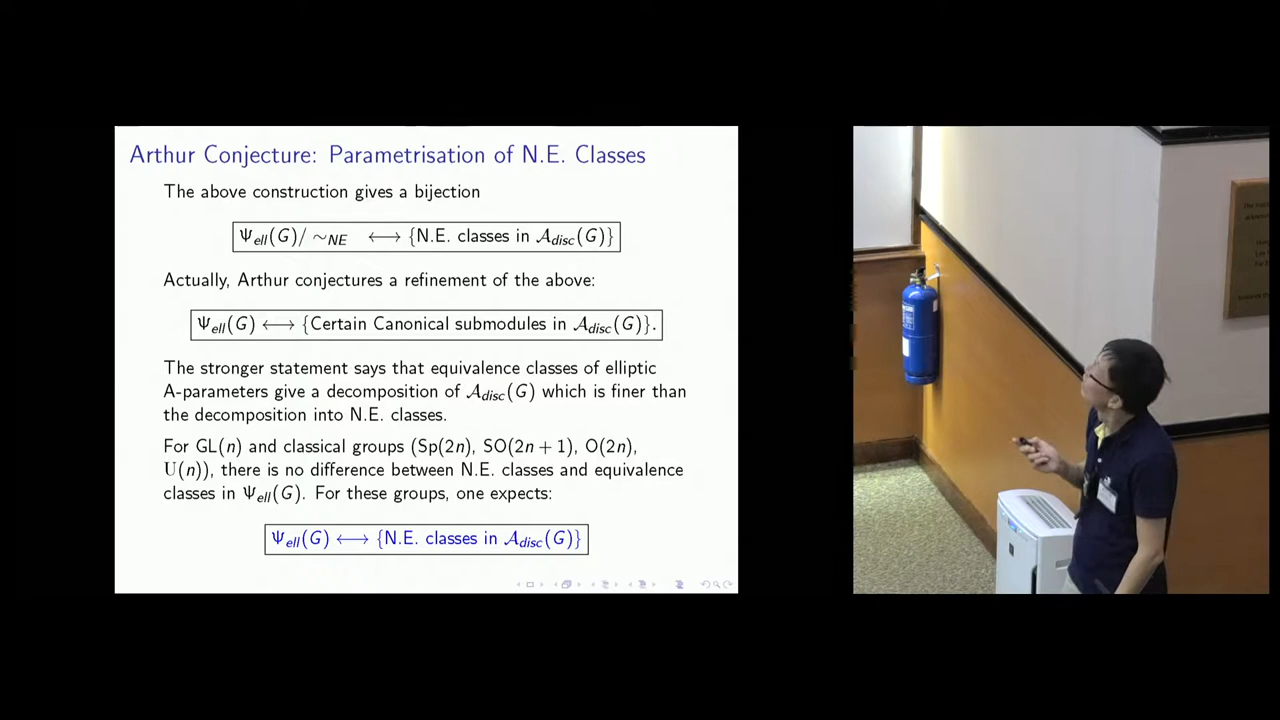 Arthur Conjecture: Parametrisation of N.E. Classes
The above construction gives a bijection
Ψ_ell(G)/ ∼_NE ⟷ {N.E. classes in 𝒜_disc(G)}
Actually, Arthur conjectures a refinement of the above:
Ψ_ell(G) ⟷ {Certain Canonical submodules in 𝒜_disc(G)}.
The stronger statement says that equivalence classes of elliptic
A-parameters give a decomposition of 𝒜_disc(G) which is finer than
the decomposition into N.E. classes.
For GL(n) and classical groups (Sp(2n), SO(2n + 1), O(2n),
U(n)), there is no difference between N.E. classes and equivalence
classes in Ψ_ell(G). For these groups, one expects:
Ψ_ell(G) ⟷ {N.E. classes in 𝒜_disc(G)}